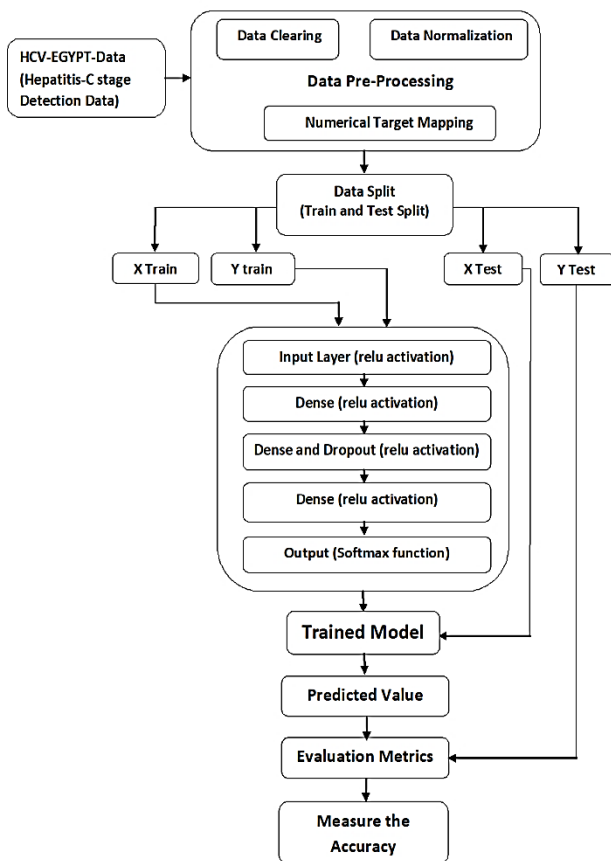 HCV-EGYPT-Data
(Hepatitis-C stage
Detection Data)
Data Clearing
Data Normalization
Data Pre-Processing
Numerical Target Mapping
Data Split
(Train and Test Split)
X Train
Y train
X Test
Y Test
Input Layer (relu activation)
Dense (relu activation)
Dense and Dropout (relu activation)
Dense (relu activation)
Output (Softmax function)
Trained Model
Predicted Value
Evaluation Metrics
Measure the
Accuracy